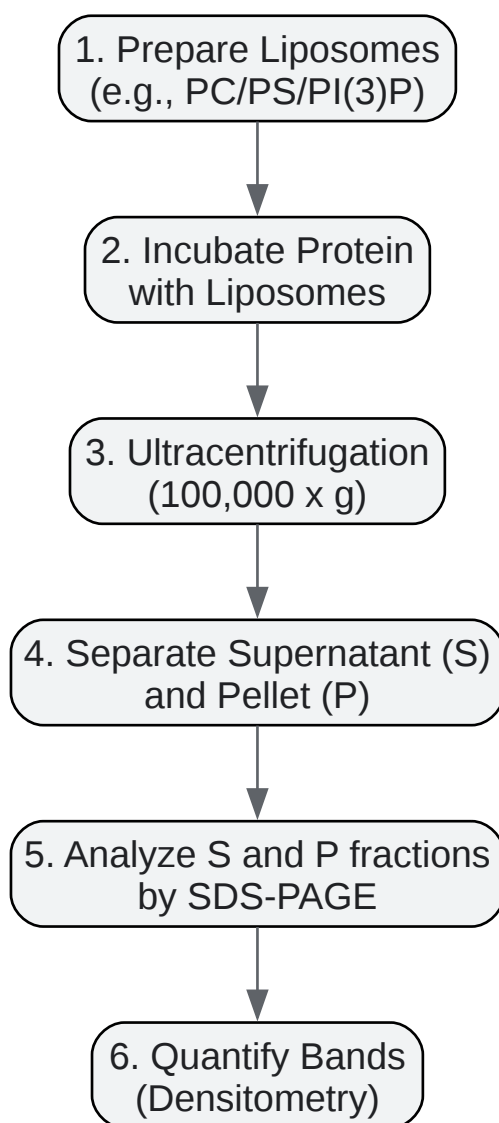 1. Prepare Liposomes
(e.g., PC/PS/PI(3)P)
2. Incubate Protein
with Liposomes
3. Ultracentrifugation
(100,000 x g)
4. Separate Supernatant (S)
and Pellet (P)
5. Analyze S and P fractions
by SDS-PAGE
6. Quantify Bands
(Densitometry)